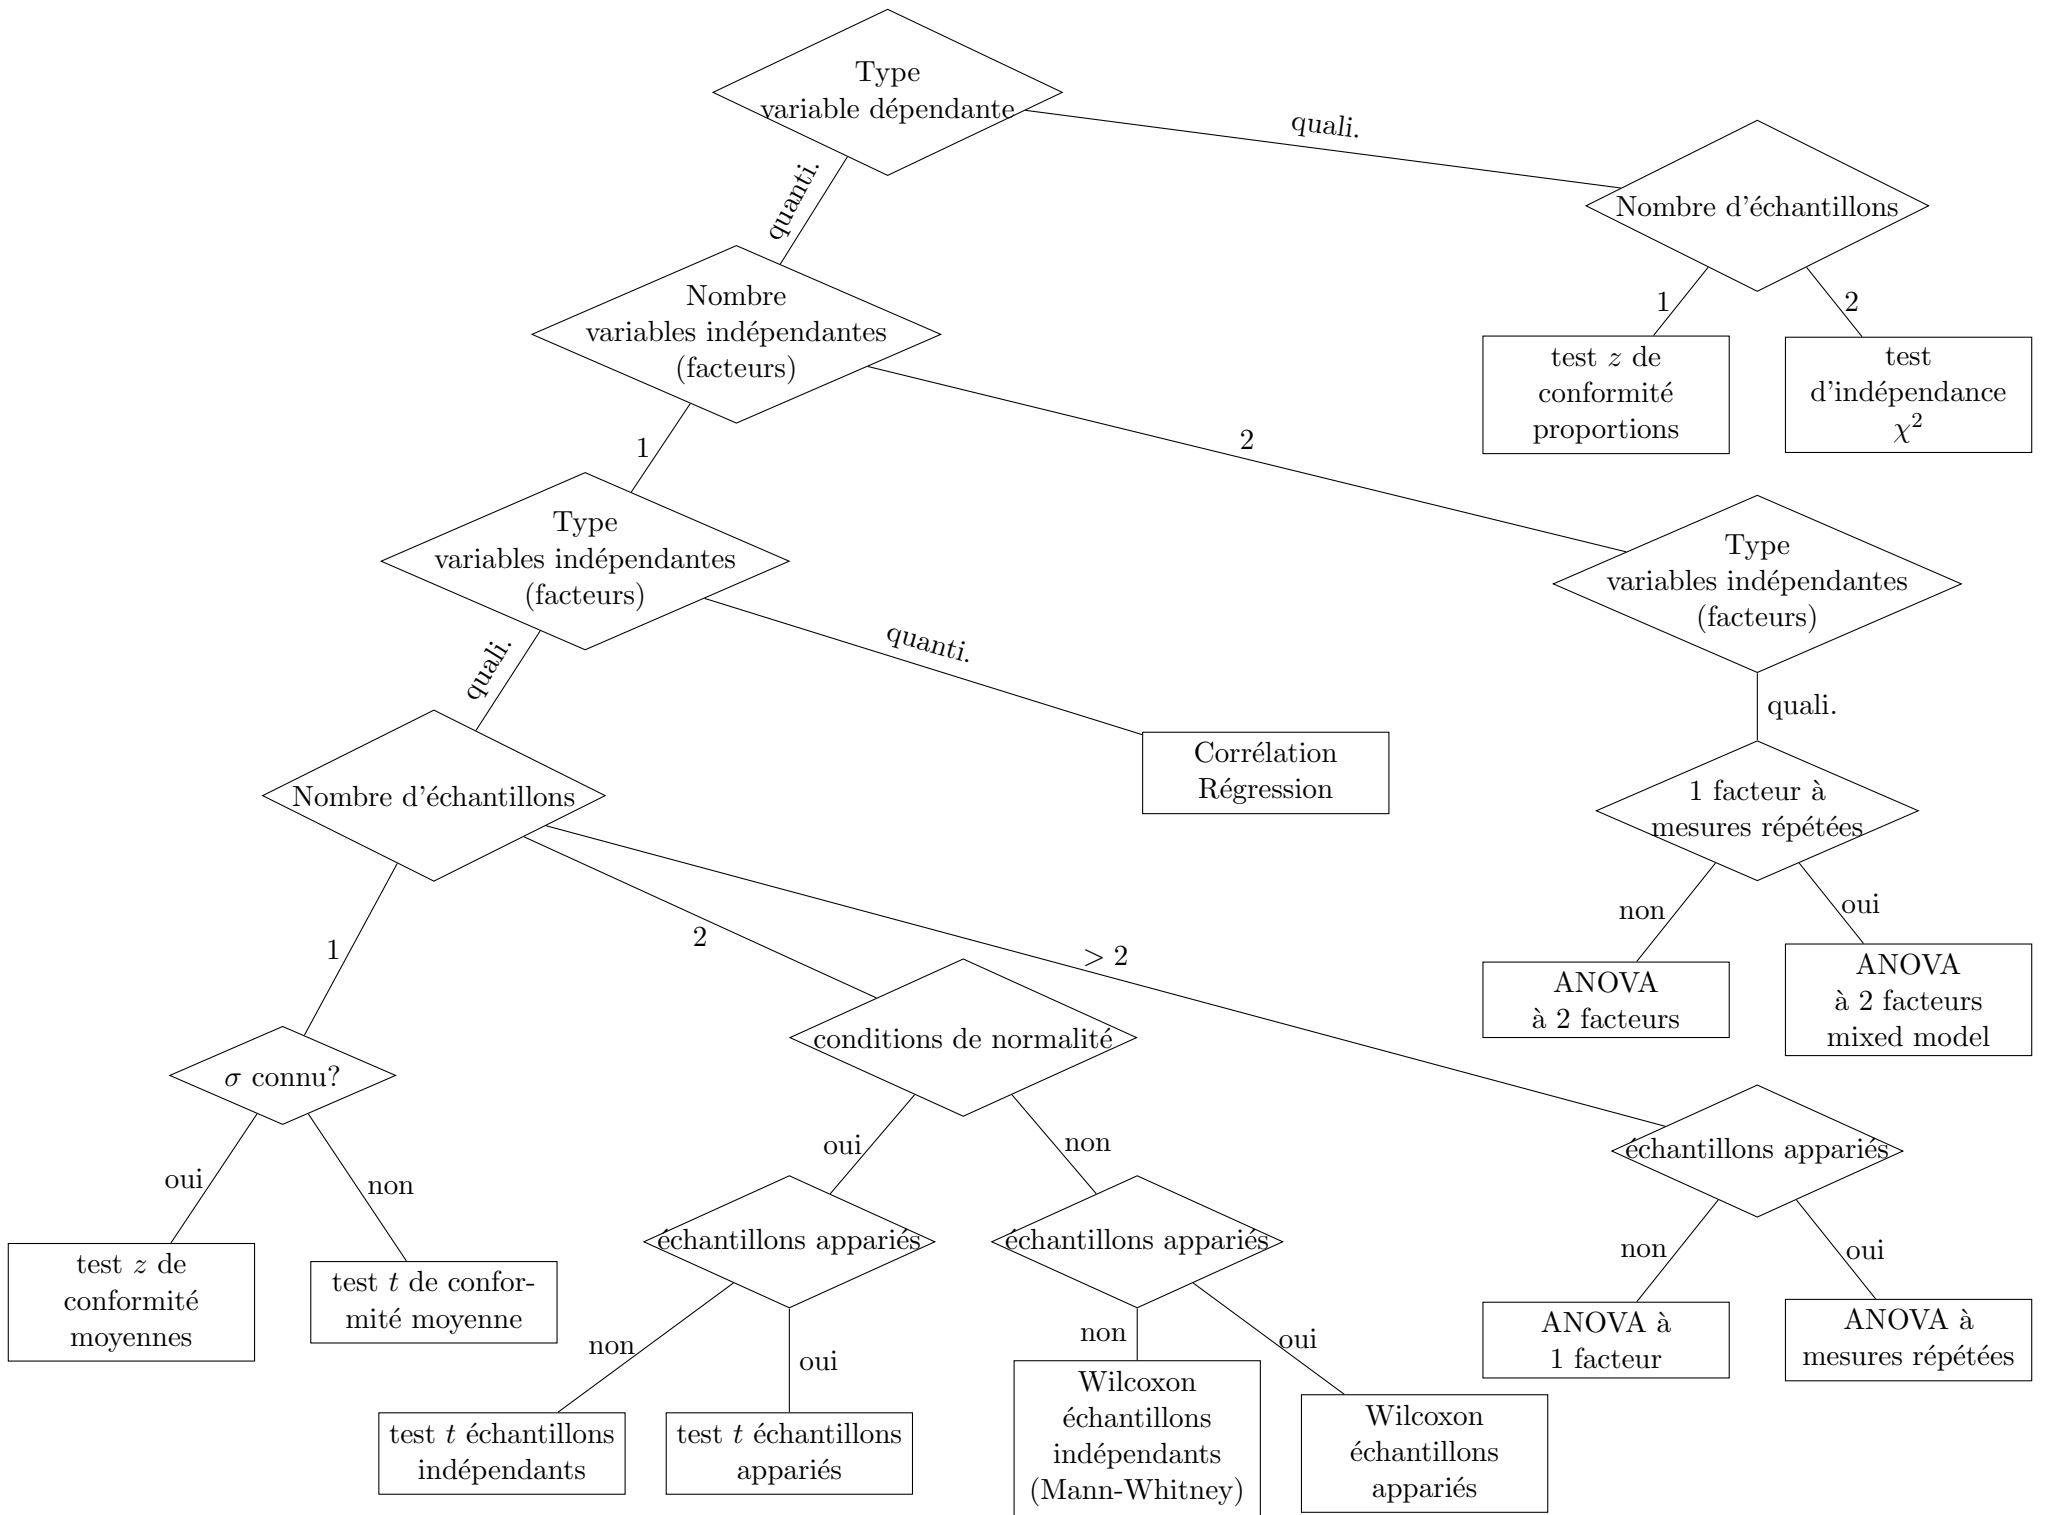 Type
variable dépendante
quali.
quanti.
Nombre d'échantillons
1
2
test z de
conformité
proportions
test
d'indépendance
χ²
Nombre
variables indépendantes
(facteurs)
1
2
Type
variables indépendantes
(facteurs)
Type
variables indépendantes
(facteurs)
quali.
quanti.
quali.
Corrélation
Régression
Nombre d'échantillons
1 facteur à
mesures répétées
non
oui
ANOVA
à 2 facteurs
ANOVA
à 2 facteurs
mixed model
1
2
> 2
σ connu?
conditions de normalité
échantillons appariés
oui
non
oui
non
non
oui
test z de
conformité
moyennes
test t de confor-
mité moyenne
échantillons appariés
échantillons appariés
ANOVA à
1 facteur
ANOVA à
mesures répétées
non
oui
non
oui
test t échantillons
indépendants
test t échantillons
appariés
Wilcoxon
échantillons
indépendants
(Mann-Whitney)
Wilcoxon
échantillons
appariés